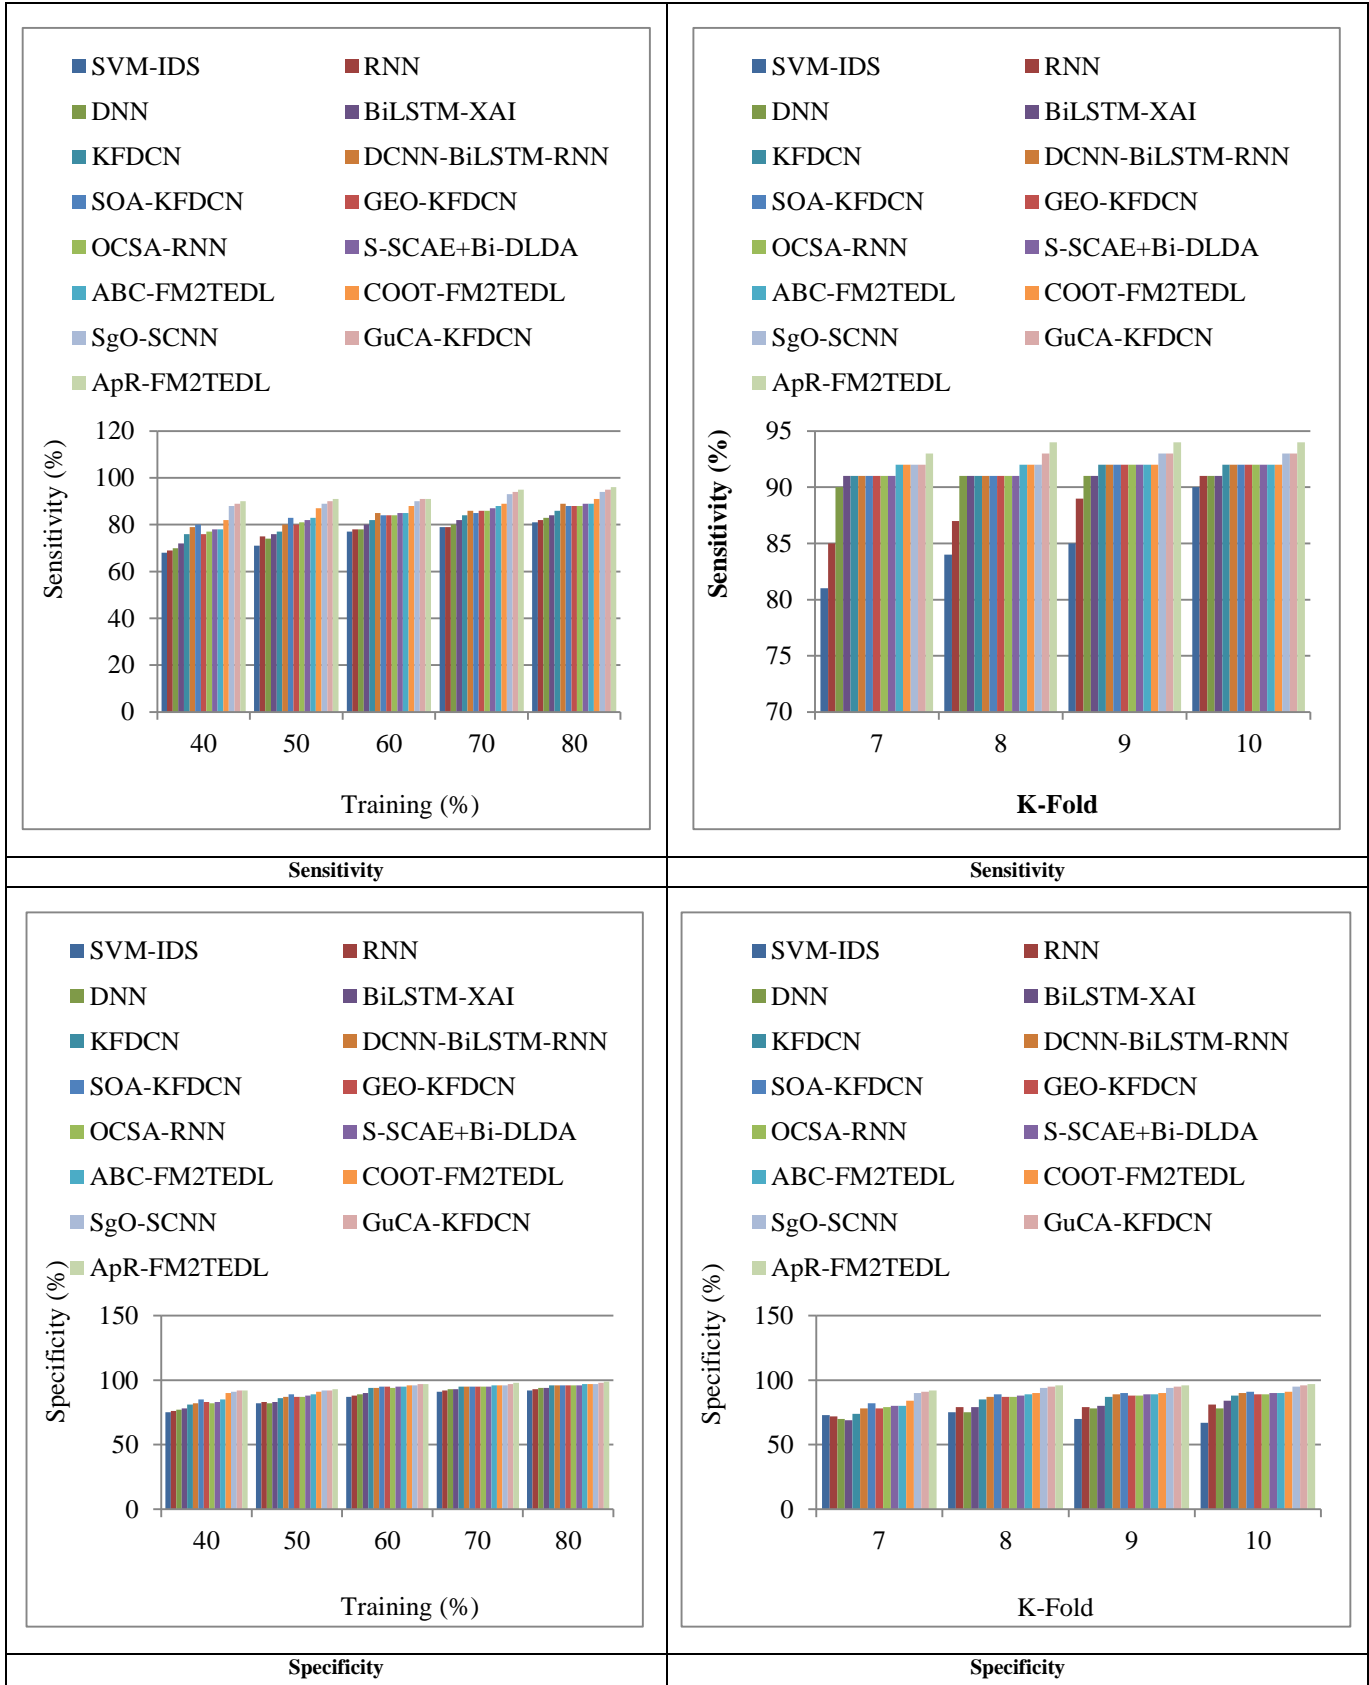 SVM-IDS RNN
DNN BiLSTM-XAI
KFDCN DCNN-BiLSTM-RNN
SOA-KFDCN GEO-KFDCN
OCSA-RNN S-SCAE+Bi-DLDA
ABC-FM2TEDL COOT-FM2TEDL
SgO-SCNN GuCA-KFDCN
ApR-FM2TEDL
Sensitivity (%)
120
100
80
60
40
20
0
40 50 60 70 80
Training (%)
Sensitivity
SVM-IDS RNN
DNN BiLSTM-XAI
KFDCN DCNN-BiLSTM-RNN
SOA-KFDCN GEO-KFDCN
OCSA-RNN S-SCAE+Bi-DLDA
ABC-FM2TEDL COOT-FM2TEDL
SgO-SCNN GuCA-KFDCN
ApR-FM2TEDL
Sensitivity (%)
95
90
85
80
75
70
7 8 9 10
K-Fold
Sensitivity
SVM-IDS RNN
DNN BiLSTM-XAI
KFDCN DCNN-BiLSTM-RNN
SOA-KFDCN GEO-KFDCN
OCSA-RNN S-SCAE+Bi-DLDA
ABC-FM2TEDL COOT-FM2TEDL
SgO-SCNN GuCA-KFDCN
ApR-FM2TEDL
Specificity (%)
150
100
50
0
40 50 60 70 80
Training (%)
Specificity
SVM-IDS RNN
DNN BiLSTM-XAI
KFDCN DCNN-BiLSTM-RNN
SOA-KFDCN GEO-KFDCN
OCSA-RNN S-SCAE+Bi-DLDA
ABC-FM2TEDL COOT-FM2TEDL
SgO-SCNN GuCA-KFDCN
ApR-FM2TEDL
Specificity (%)
150
100
50
0
7 8 9 10
K-Fold
Specificity